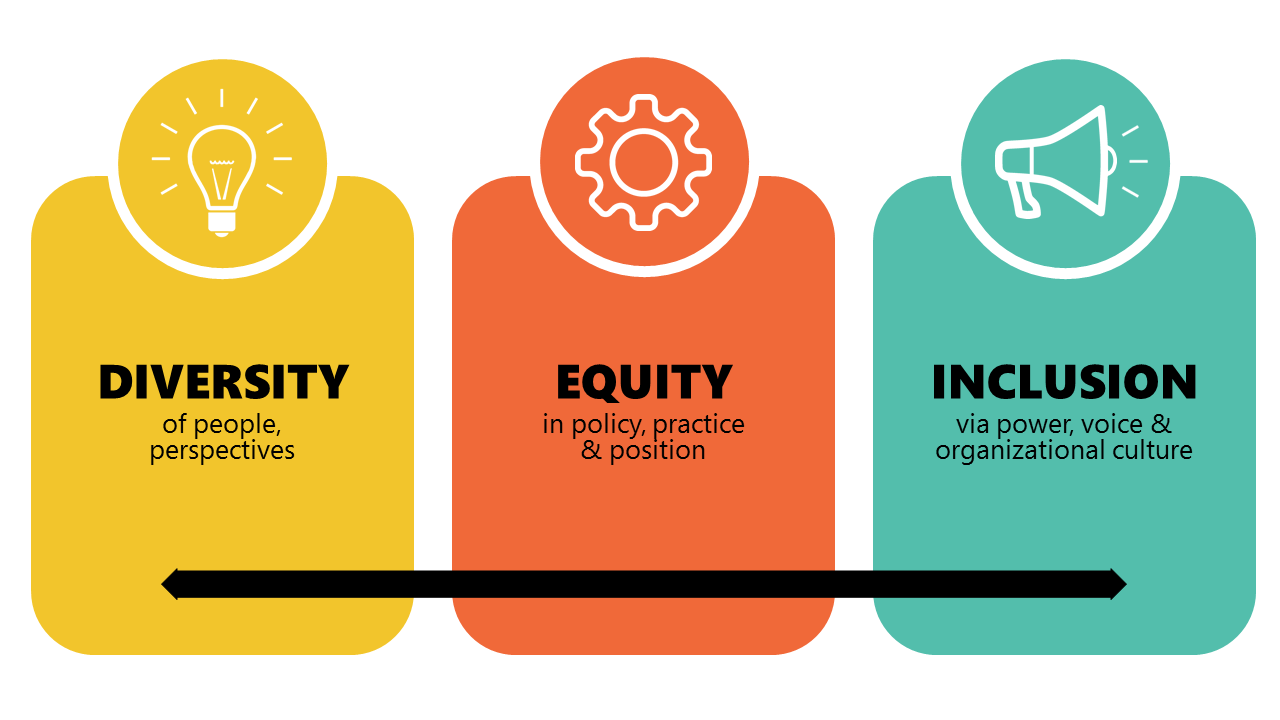 DIVERSITY
of people,
perspectives
EQUITY
in policy, practice
& position
INCLUSION
via power, voice &
organizational culture